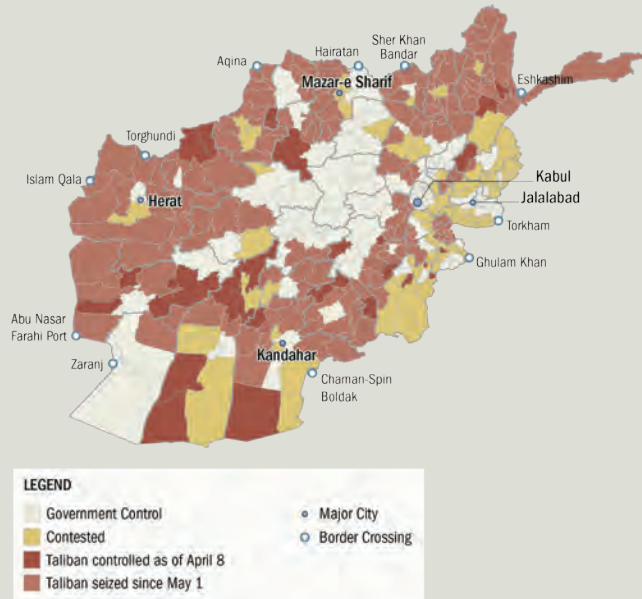 Sher Khan
Bandar
Hairatan
Aqina
Mazar-e Sharif
Eshkashim
Torghundi
Islam Qala
Herat
Kabul
Jalalabad
Torkham
Ghulam Khan
Abu Nasar
Farahi Port
Zaranj
Kandahar
Chaman-Spin
Boldak
LEGEND
Government Control
Contested
Taliban controlled as of April 8
Taliban seized since May 1
Major City
Border Crossing